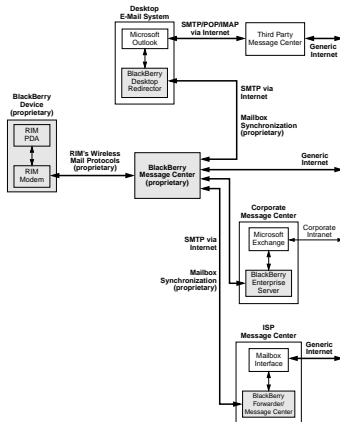 Desktop
E-Mail System
Microsoft
Outlook
BlackBerry
Desktop
Redirector
SMTP/POP/IMAP
via Internet
Third Party
Message Center
Generic
Internet
SMTP via
Internet
Mailbox
Synchronization
(proprietary)
BlackBerry
Device
(proprietary)
RIM
PDA
RIM
Modem
RIM's Wireless
Mail Protocols
(proprietary)
BlackBerry
Message Center
(proprietary)
Generic
Internet
Corporate
Message Center
Microsoft
Exchange
BlackBerry
Enterprise
Server
Corporate
Intranet
SMTP via
Internet
Mailbox
Synchronization
(proprietary)
ISP
Message Center
Mailbox
Interface
BlackBerry
Forwarder/
Message Center
Generic
Internet